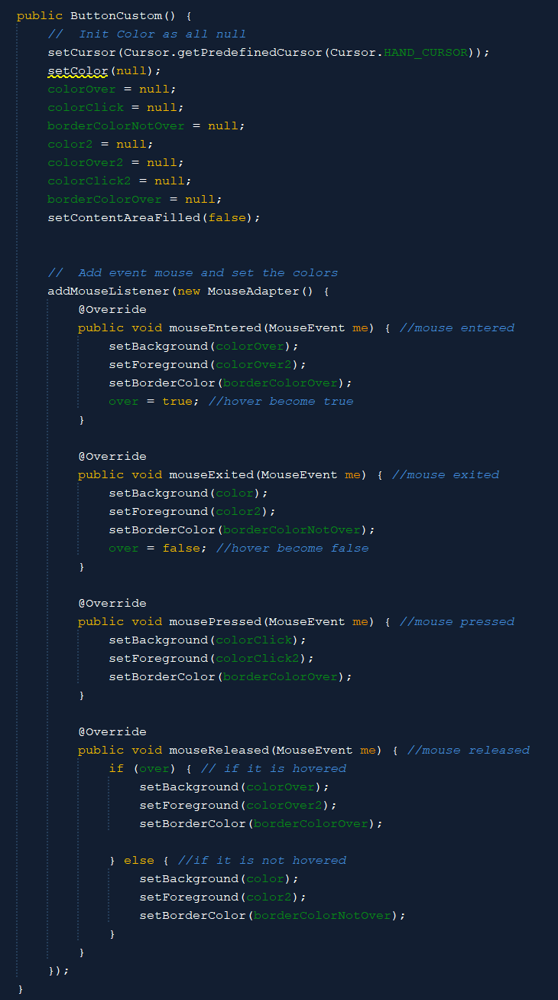 public ButtonCustom() {
    //  Init Color as all null
    setCursor(Cursor.getPredefinedCursor(Cursor.HAND_CURSOR));
    setColor(null);
    colorOver = null;
    colorClick = null;
    borderColorNotOver = null;
    color2 = null;
    colorOver2 = null;
    colorClick2 = null;
    borderColorOver = null;
    setContentAreaFilled(false);
    //  Add event mouse and set the colors
    addMouseListener(new MouseAdapter() {
        @Override
        public void mouseEntered(MouseEvent me) { //mouse entered
            setBackground(colorOver);
            setForeground(colorOver2);
            setBorderColor(borderColorOver);
            over = true; //hover become true
        }
        @Override
        public void mouseExited(MouseEvent me) { //mouse exited
            setBackground(color);
            setForeground(color2);
            setBorderColor(borderColorNotOver);
            over = false; //hover become false
        }
        @Override
        public void mousePressed(MouseEvent me) { //mouse pressed
            setBackground(colorClick);
            setForeground(colorClick2);
            setBorderColor(borderColorOver);
        }
        @Override
        public void mouseReleased(MouseEvent me) { //mouse released
            if (over) { // if it is hovered
                setBackground(colorOver);
                setForeground(colorOver2);
                setBorderColor(borderColorOver);
            } else { //if it is not hovered
                setBackground(color);
                setForeground(color2);
                setBorderColor(borderColorNotOver);
            }
        }
    });
}